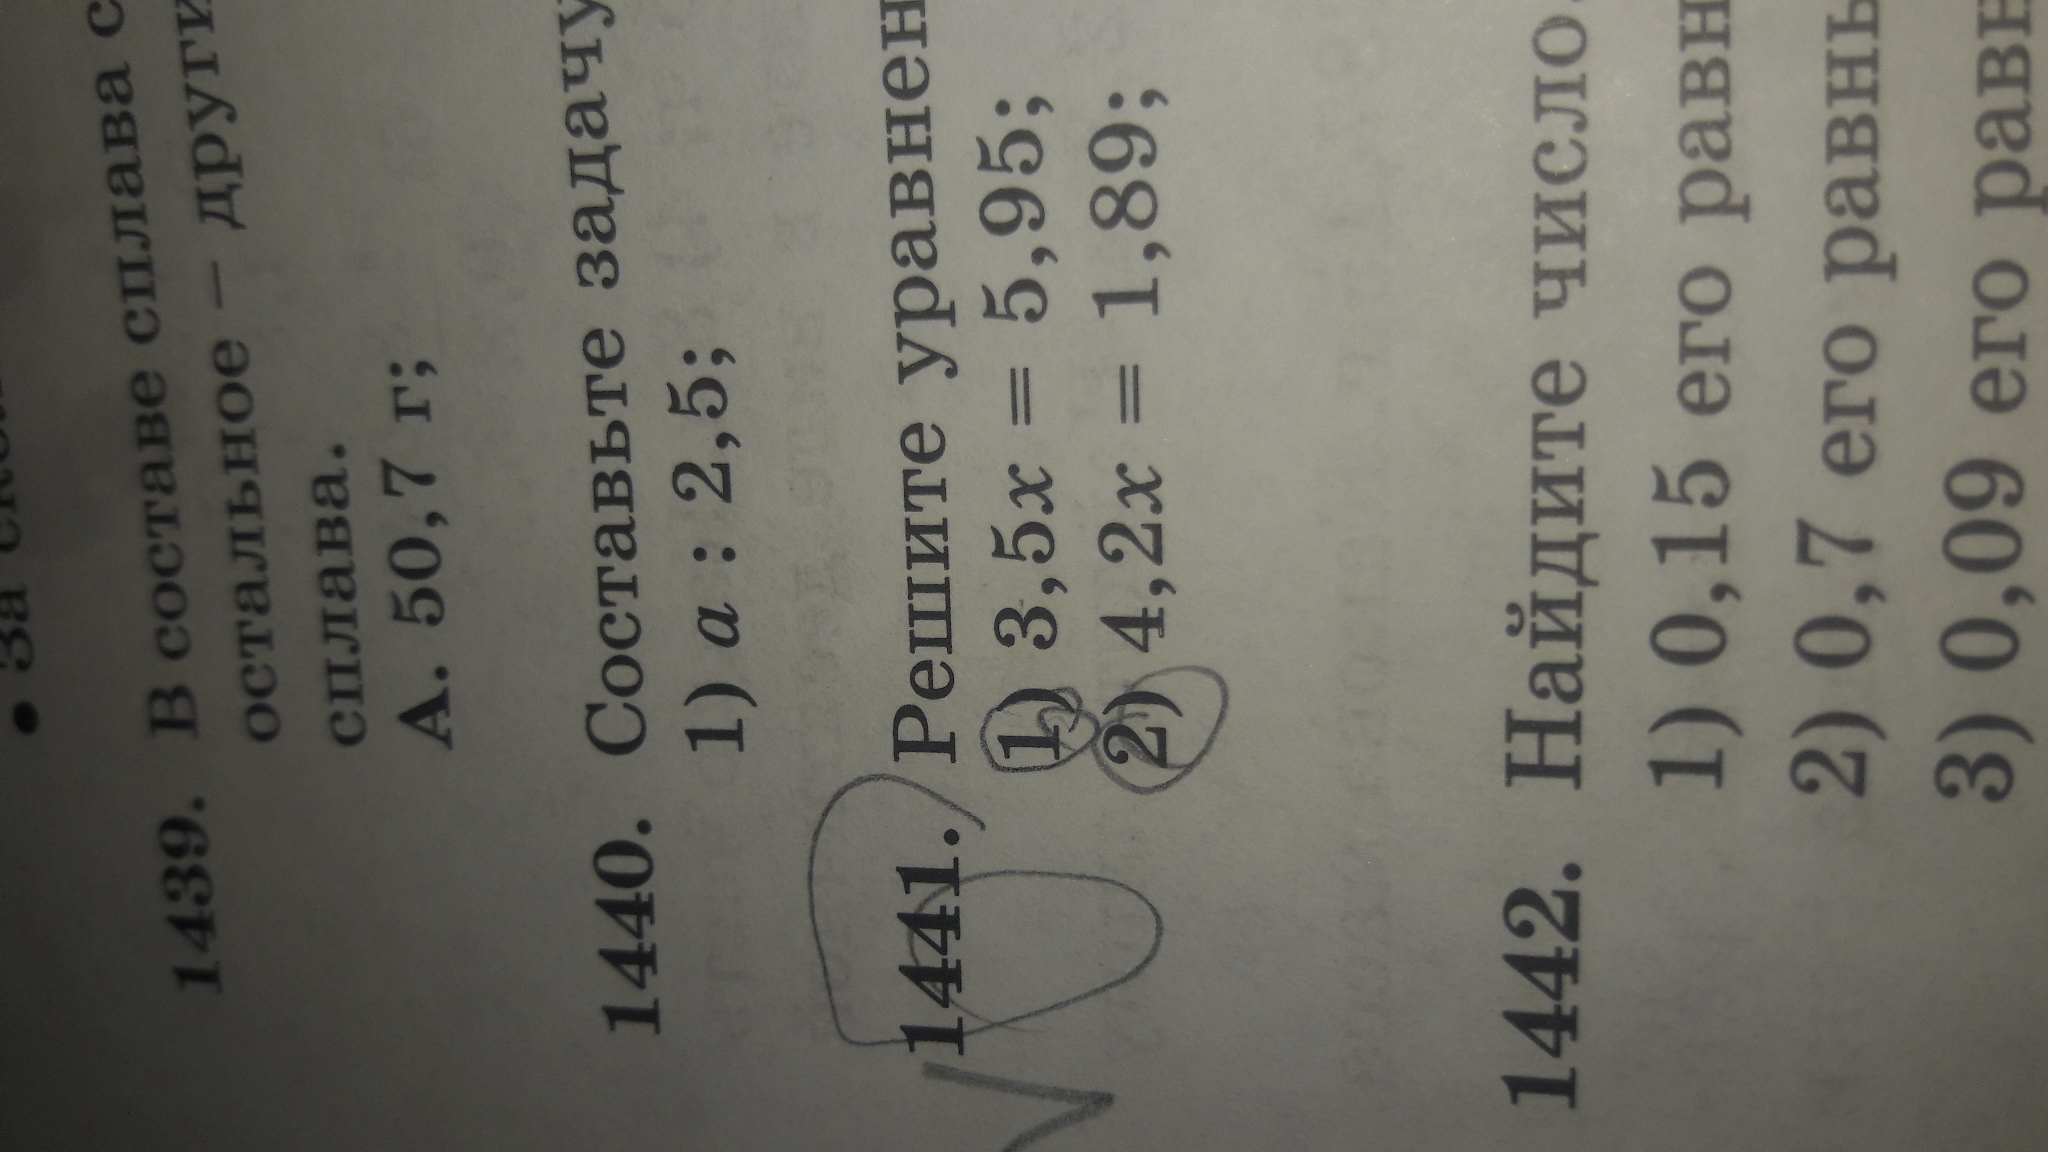 • За
1439. В составе сплава с
остальное – други
сплава.
А. 50,7 г;
1440. Составьте задачу
1) a : 2,5;
1441. Решите уравнен
1) 3,5x = 5,95;
2) 4,2x = 1,89;
1442. Найдите число.
1) 0,15 его равн
2) 0,7 его равны
3) 0,09 его равн